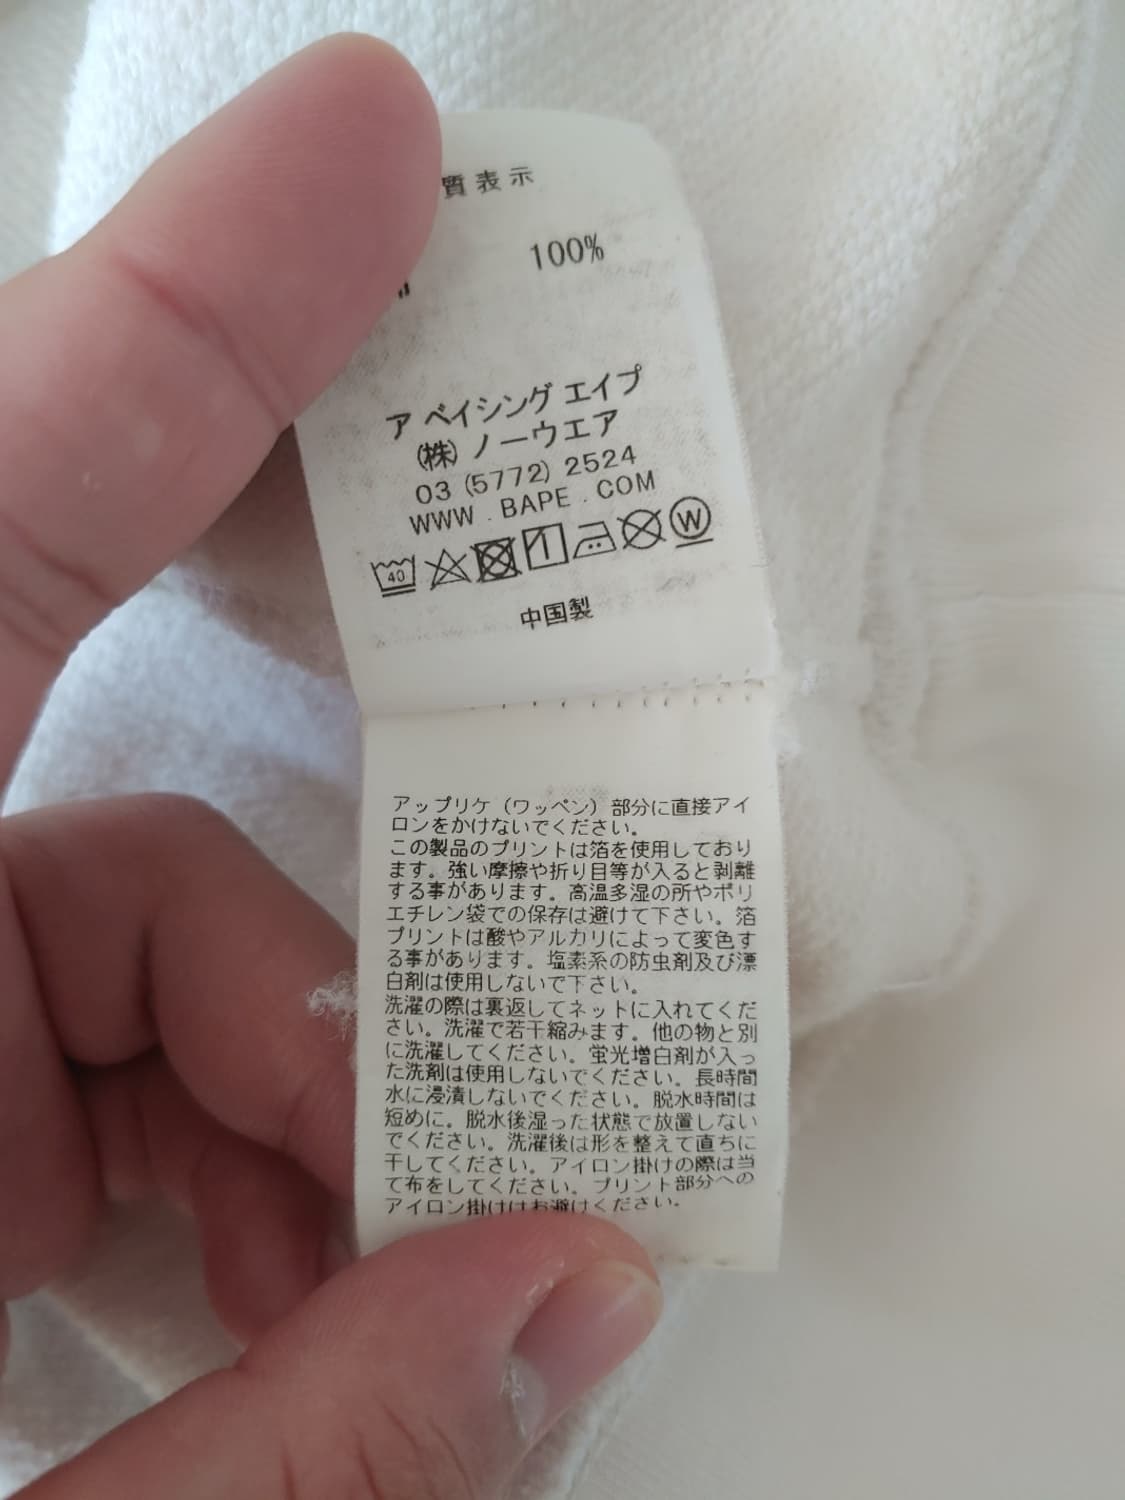 質表示
100%
ア ベイシング エイプ
(株) ノーウエア
03 (5772) 2524
WWW . BAPE . COM
40
W
中国製
アップリケ（ワッペン）部分に直接アイ
ロンをかけないでください。
この製品のプリントは箔を使用しており
ます。強い摩擦や折り目等が入ると剥離
する事があります。高温多湿の所やポリ
エチレン袋での保存は避けて下さい。箔
プリントは酸やアルカリによって変色す
る事があります。塩素系の防虫剤及び漂
白剤は使用しないで下さい。
洗濯の際は裏返してネットに入れてくだ
さい。洗濯で若干縮みます。他の物と別
に洗濯してください。蛍光増白剤が入っ
た洗剤は使用しないでください。長時間
水に浸漬しないでください。脱水時間は
短めに。脱水後湿った状態で放置しない
でください。洗濯後は形を整えて直ちに
干してください。アイロン掛けの際は当
て布をしてください。プリント部分への
アイロン掛けはお避けください。